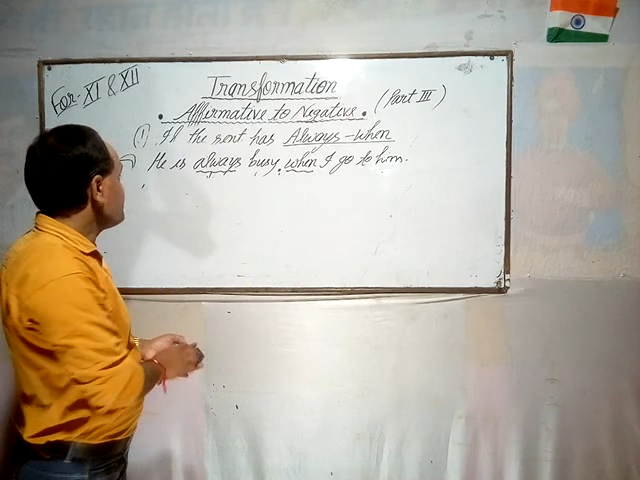 For - XI & XII
Transformation
Affirmative to Negative. (Part III)
(1) If the sent has Always - when
He is always busy, when I go to him.